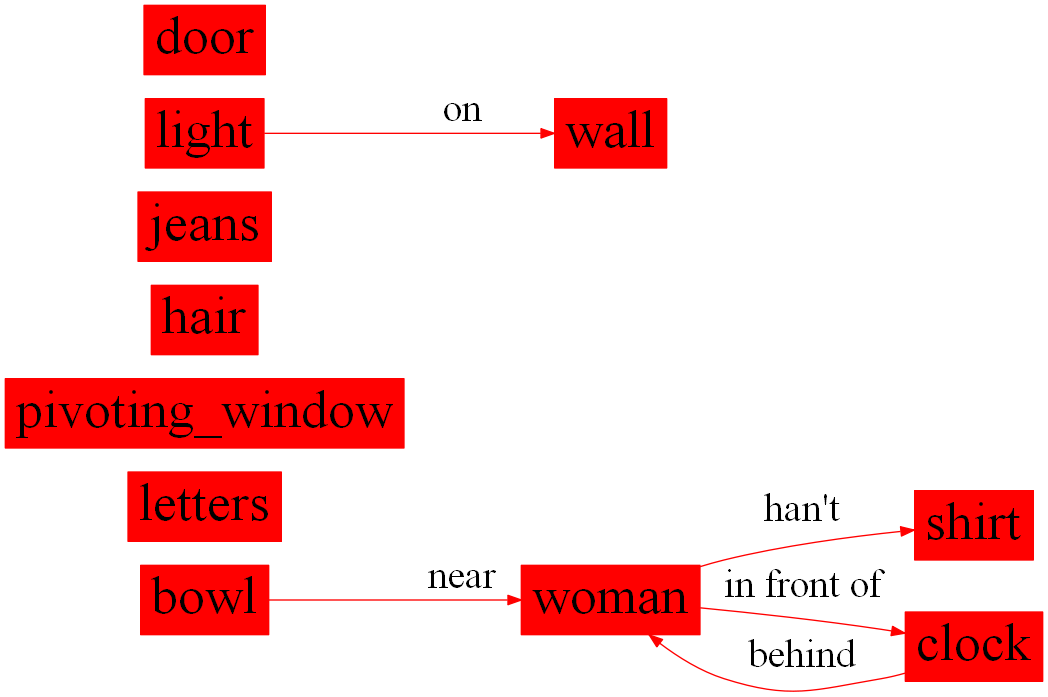 door
light
on
wall
jeans
hair
pivoting_window
letters
han't
shirt
bowl
near
woman
in front of
clock
behind